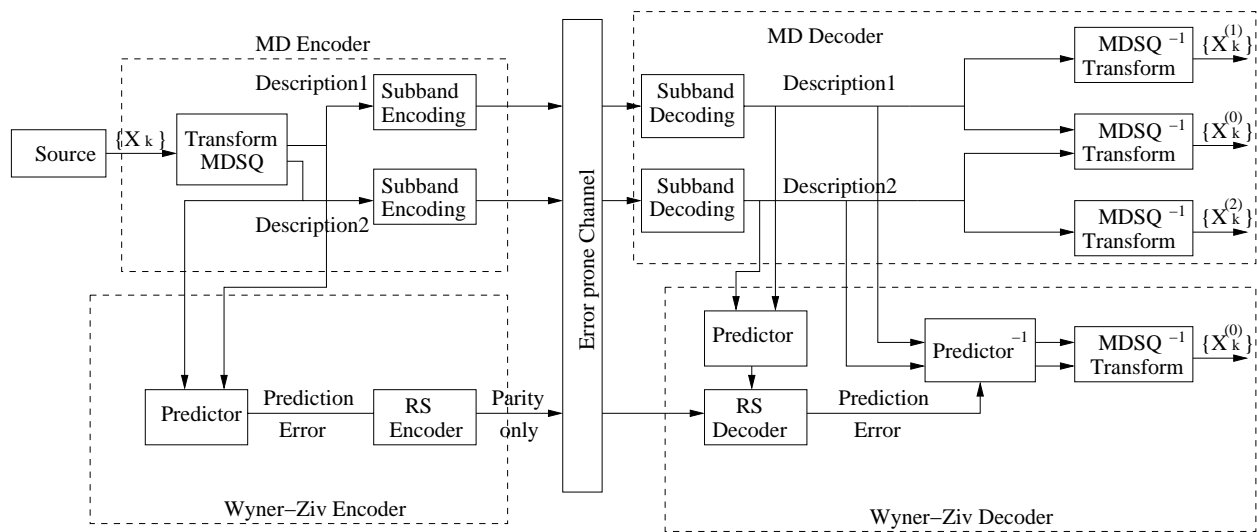 MD Encoder
Description1
Subband
Encoding
Source
{X k}
Transform
MDSQ
Subband
Encoding
Description2
Predictor
Prediction
Error
RS
Encoder
Parity
only
Wyner−Ziv Encoder
Error prone Channel
MD Decoder
Subband
Decoding
Description1
MDSQ −1
Transform
{X k (1)}
MDSQ −1
Transform
{X k (0)}
Subband
Decoding
Description2
MDSQ −1
Transform
{X k (2)}
Predictor
Predictor −1
MDSQ −1
Transform
{X k (0)}
RS
Decoder
Prediction
Error
Wyner−Ziv Decoder